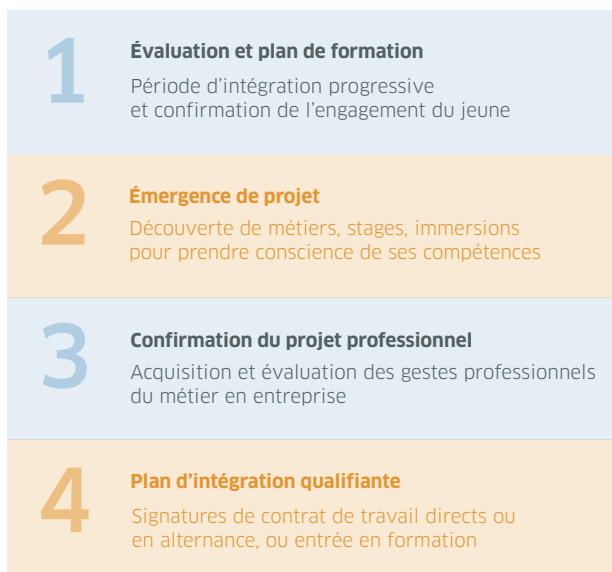 1
Évaluation et plan de formation
Période d'intégration progressive
et confirmation de l'engagement du jeune
2
Émergence de projet
Découverte de métiers, stages, immersions
pour prendre conscience de ses compétences
3
Confirmation du projet professionnel
Acquisition et évaluation des gestes professionnels
du métier en entreprise
4
Plan d'intégration qualifiante
Signatures de contrat de travail directs ou
en alternance, ou entrée en formation